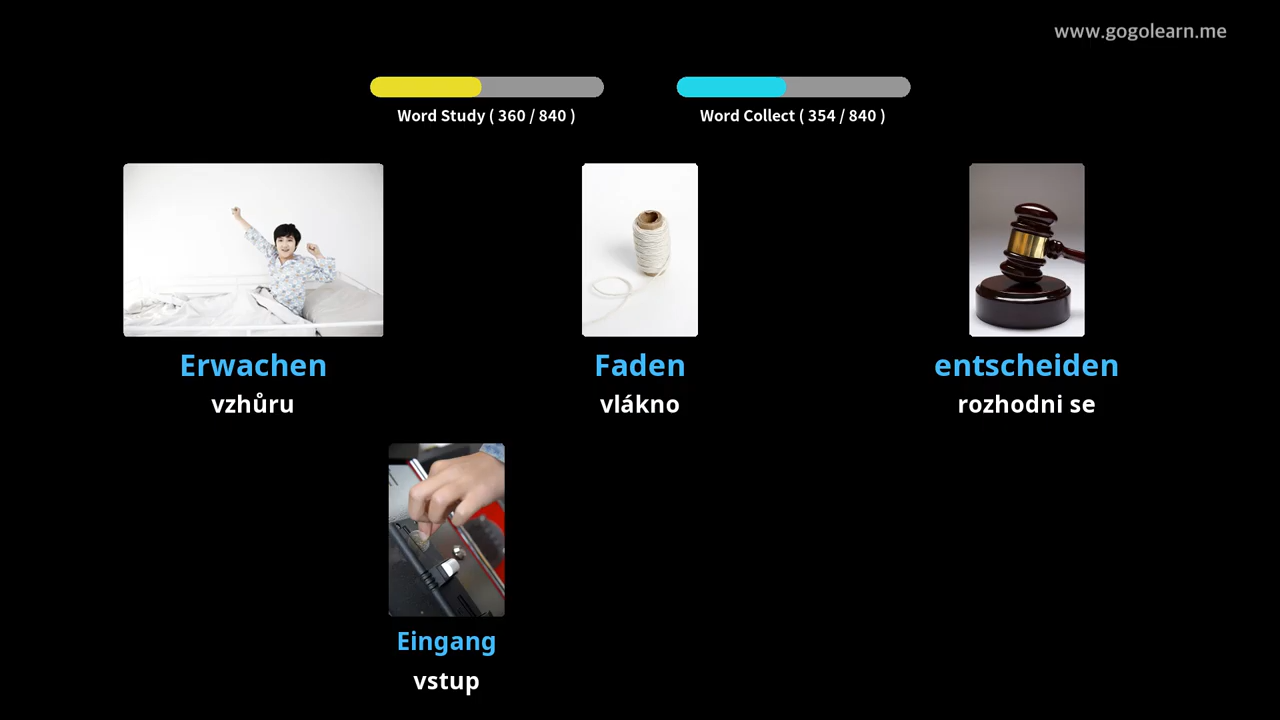 www.gogolearn.me
Word Study ( 360 / 840 )
Word Collect ( 354 / 840 )
Erwachen
vzhůru
Faden
vlákno
entscheiden
rozhodni se
Eingang
vstup